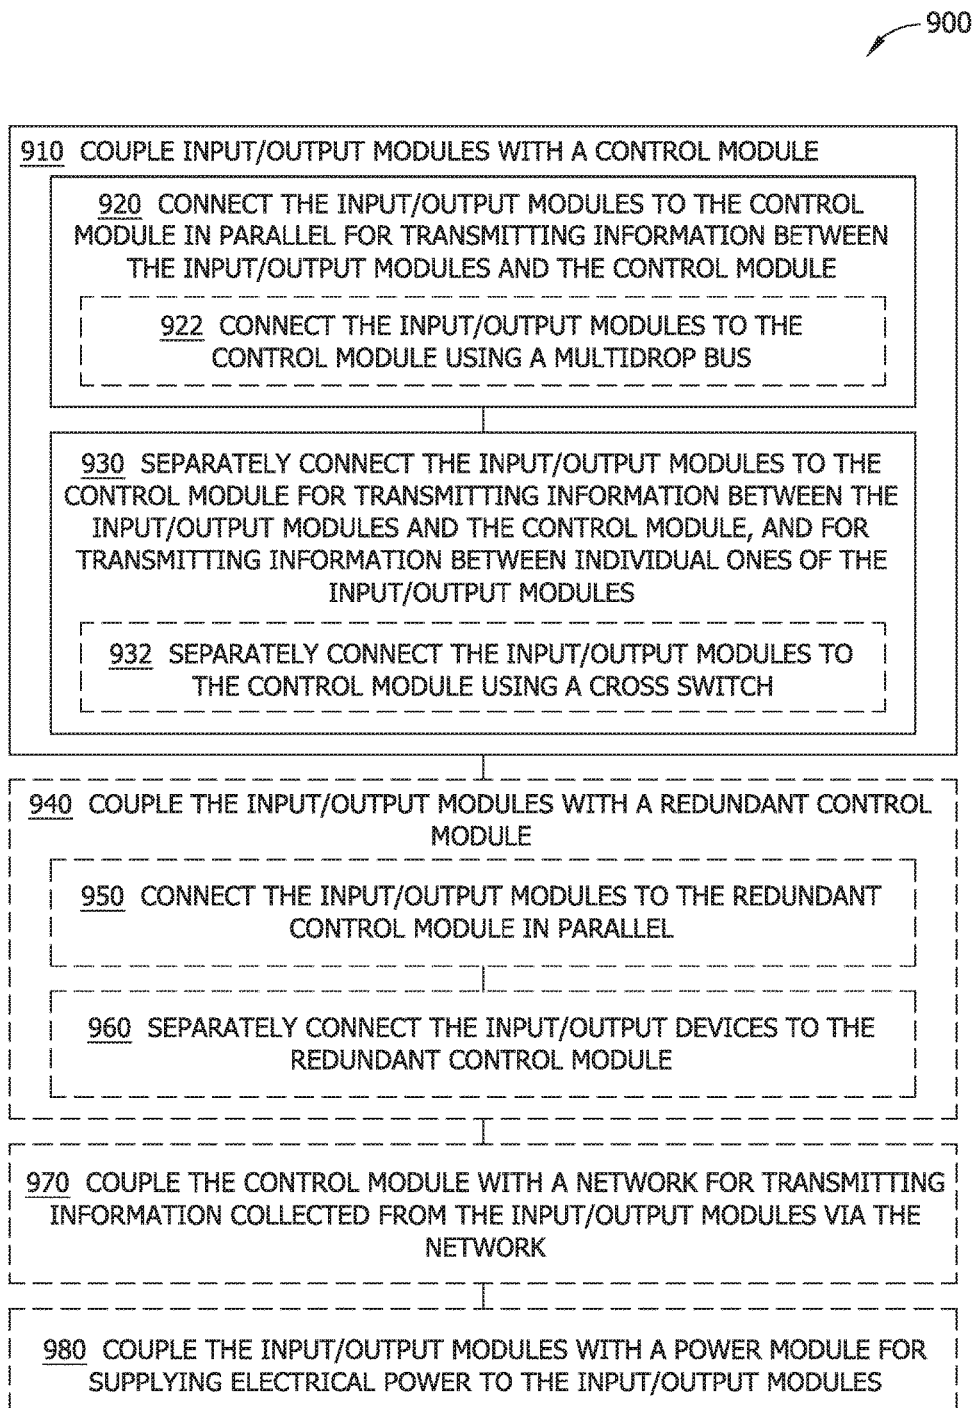 900
910 COUPLE INPUT/OUTPUT MODULES WITH A CONTROL MODULE
920 CONNECT THE INPUT/OUTPUT MODULES TO THE CONTROL
MODULE IN PARALLEL FOR TRANSMITTING INFORMATION BETWEEN
THE INPUT/OUTPUT MODULES AND THE CONTROL MODULE
922 CONNECT THE INPUT/OUTPUT MODULES TO THE
CONTROL MODULE USING A MULTIDROP BUS
930 SEPARATELY CONNECT THE INPUT/OUTPUT MODULES TO THE
CONTROL MODULE FOR TRANSMITTING INFORMATION BETWEEN THE
INPUT/OUTPUT MODULES AND THE CONTROL MODULE, AND FOR
TRANSMITTING INFORMATION BETWEEN INDIVIDUAL ONES OF THE
INPUT/OUTPUT MODULES
932 SEPARATELY CONNECT THE INPUT/OUTPUT MODULES TO
THE CONTROL MODULE USING A CROSS SWITCH
940 COUPLE THE INPUT/OUTPUT MODULES WITH A REDUNDANT CONTROL
MODULE
950 CONNECT THE INPUT/OUTPUT MODULES TO THE REDUNDANT
CONTROL MODULE IN PARALLEL
960 SEPARATELY CONNECT THE INPUT/OUTPUT DEVICES TO THE
REDUNDANT CONTROL MODULE
970 COUPLE THE CONTROL MODULE WITH A NETWORK FOR TRANSMITTING
INFORMATION COLLECTED FROM THE INPUT/OUTPUT MODULES VIA THE
NETWORK
980 COUPLE THE INPUT/OUTPUT MODULES WITH A POWER MODULE FOR
SUPPLYING ELECTRICAL POWER TO THE INPUT/OUTPUT MODULES